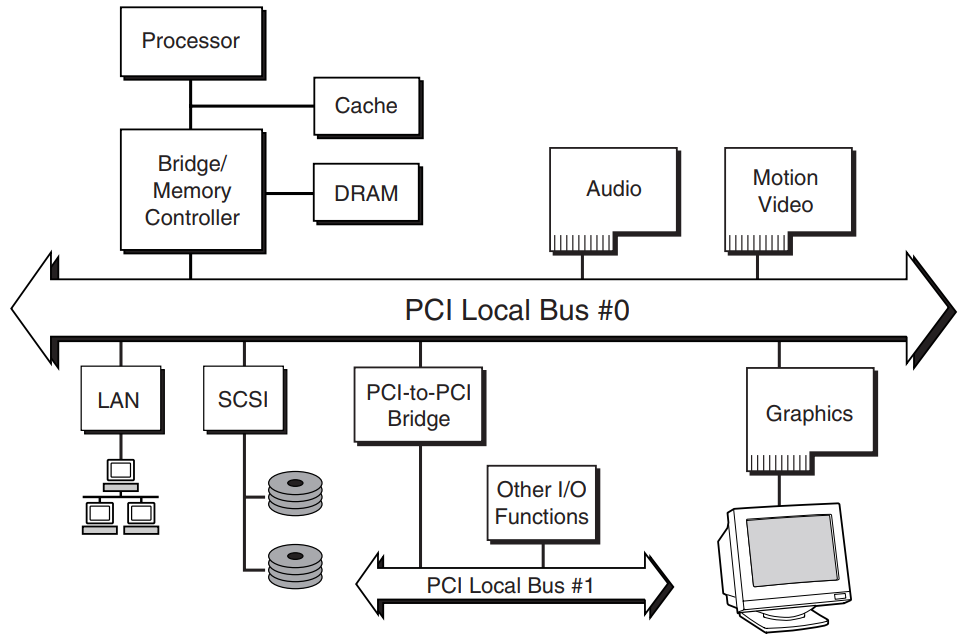 Processor
Cache
Bridge/
Memory
Controller
DRAM
Audio
Motion
Video
PCI Local Bus #0
LAN
SCSI
PCI-to-PCI
Bridge
Graphics
Other I/O
Functions
PCI Local Bus #1